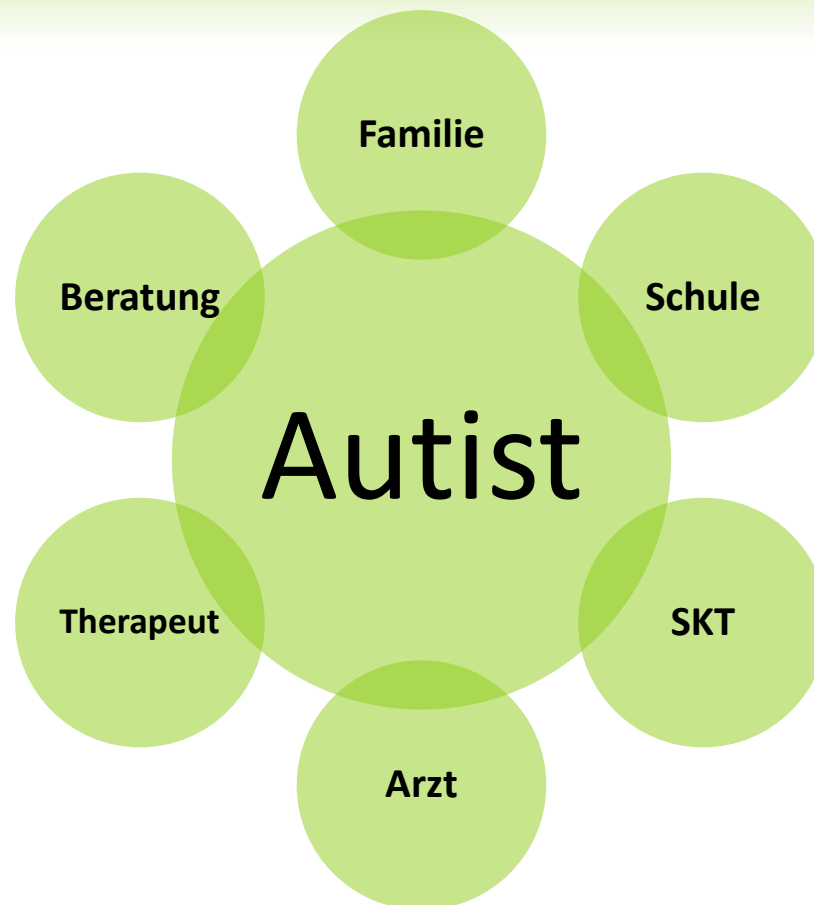 Familie
Beratung
Schule
Autist
Therapeut
SKT
Arzt